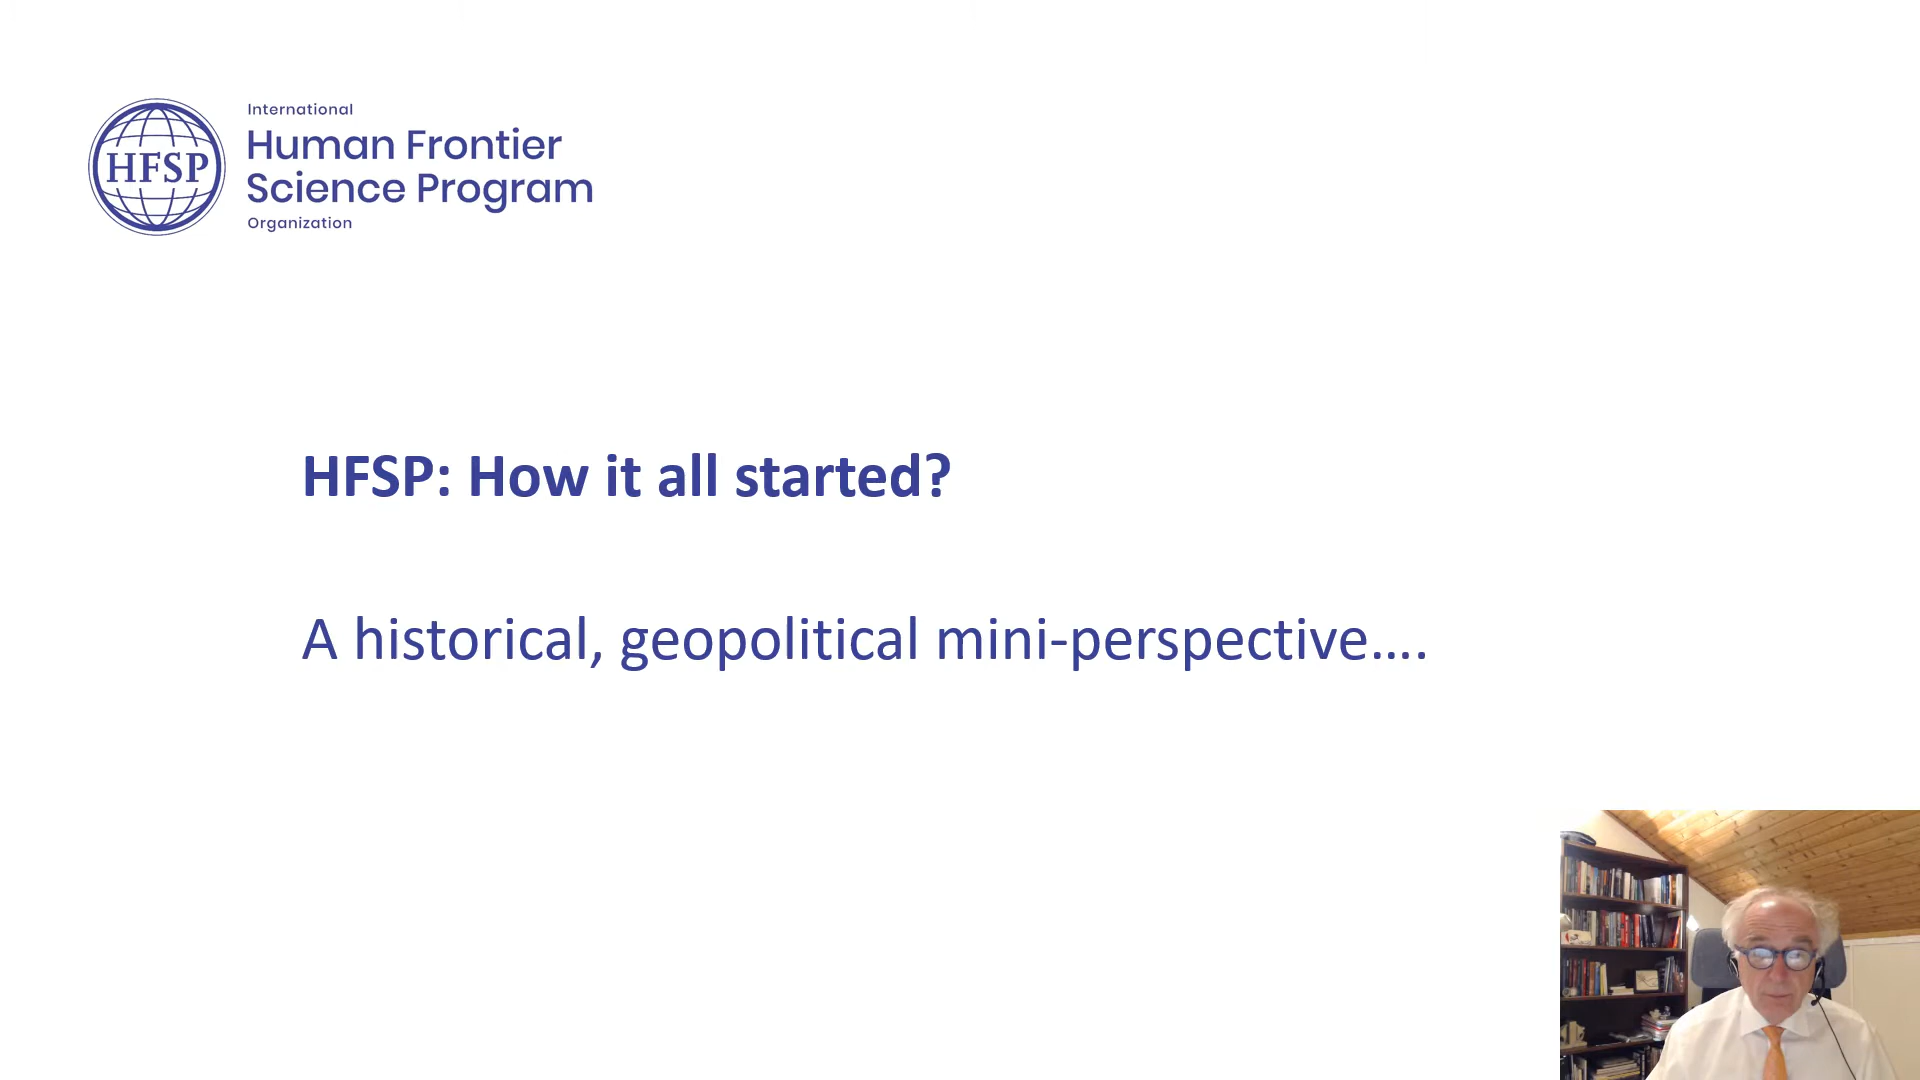 HFSP
International
Human Frontier
Science Program
Organization
HFSP: How it all started?
A historical, geopolitical mini-perspective....